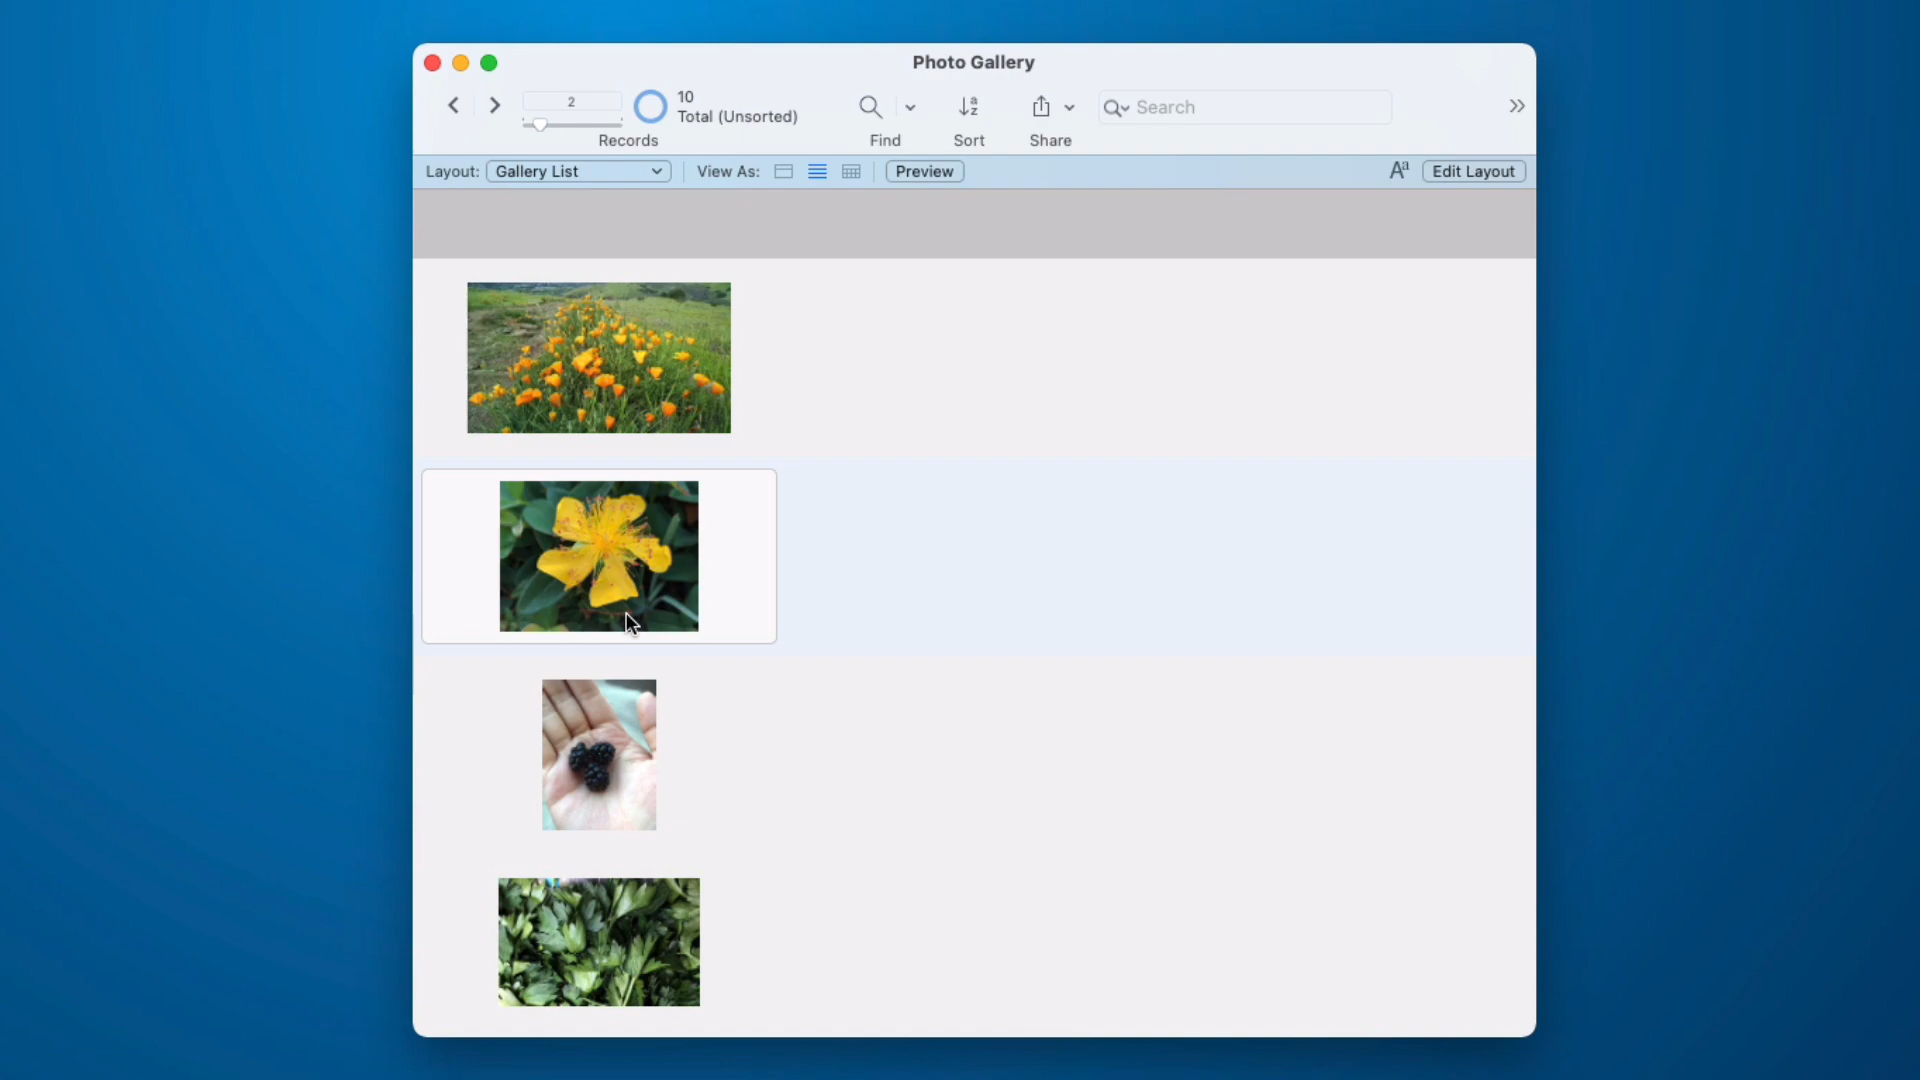 Photo Gallery
2
10
Total (Unsorted)
Records
Find
Sort
Share
Search
Layout: Gallery List
View As:
Preview
Aa
Edit Layout